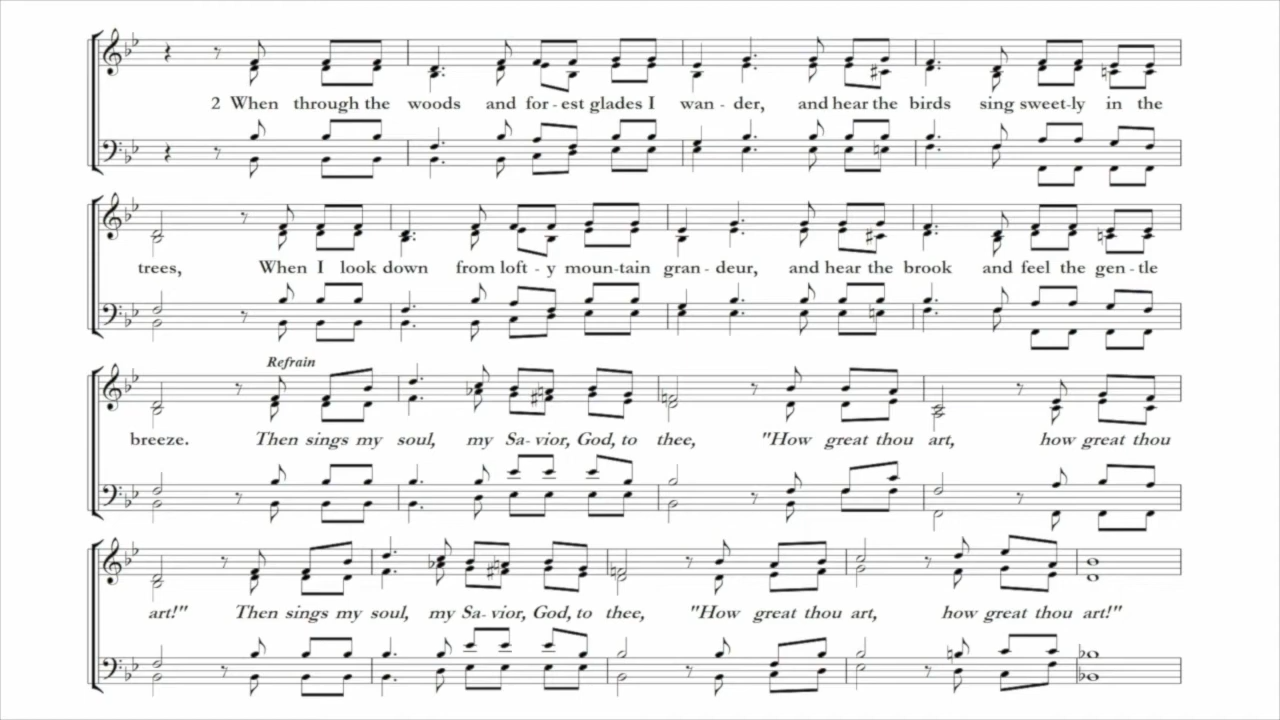 2 When through the woods and for - est glades I wan - der, and hear the birds sing sweet - ly in the
trees, When I look down from loft - y moun - tain gran - deur, and hear the brook and feel the gen - tle
Refrain
breeze. Then sings my soul, my Sa - vior, God, to thee, "How great thou art, how great thou
art!" Then sings my soul, my Sa - vior, God, to thee, "How great thou art, how great thou art!"